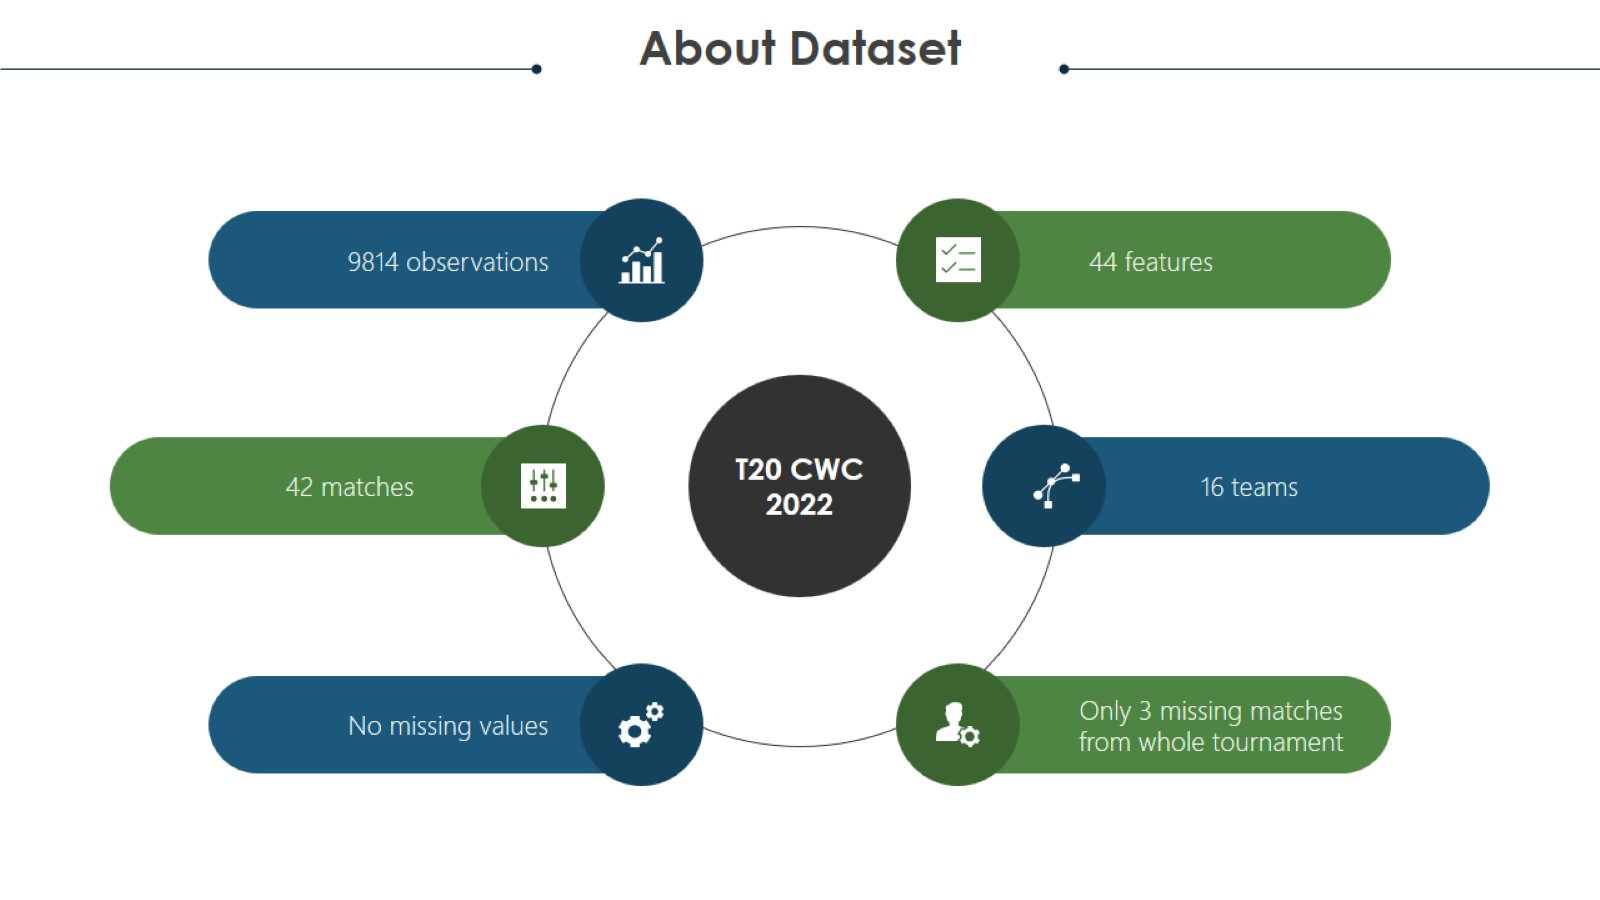 About Dataset
9814 observations
44 features
T20 CWC
2022
42 matches
16 teams
No missing values
Only 3 missing matches
from whole tournament